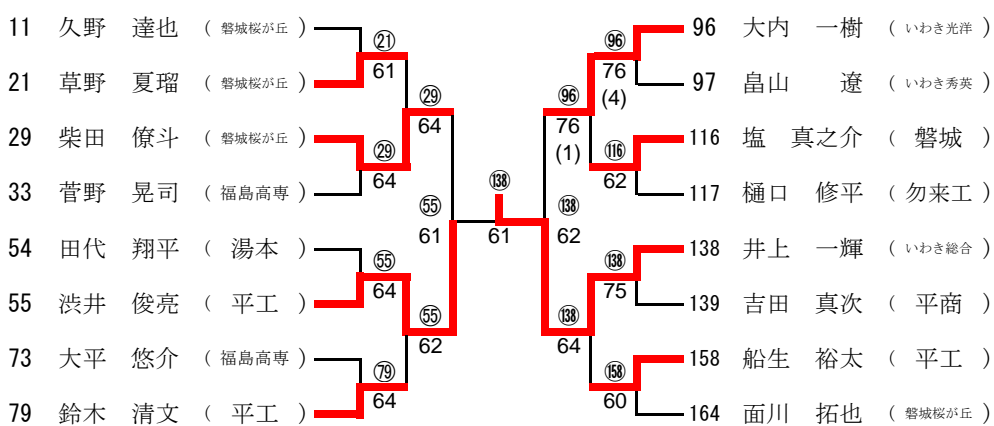 11 久野 達也 ( 磐城桜が丘 )
21 草野 夏瑠 ( 磐城桜が丘 )
29 柴田 僚斗 ( 磐城桜が丘 )
33 菅野 晃司 ( 福島高専 )
54 田代 翔平 ( 湯本 )
55 渋井 俊亮 ( 平工 )
73 大平 悠介 ( 福島高専 )
79 鈴木 清文 ( 平工 )
㉑
61
㉙
64
㉙
64
55
61
55
64
55
62
79
64
138
61
96
76
(4)
96
76
(1)
116
62
138
62
138
75
138
64
158
60
96 大内 一樹 ( いわき光洋 )
97 畠山 遼 ( いわき秀英 )
116 塩 真之介 ( 磐城 )
117 樋口 修平 ( 勿来工 )
138 井上 一輝 ( いわき総合 )
139 吉田 真次 ( 平商 )
158 船生 裕太 ( 平工 )
164 面川 拓也 ( 磐城桜が丘 )